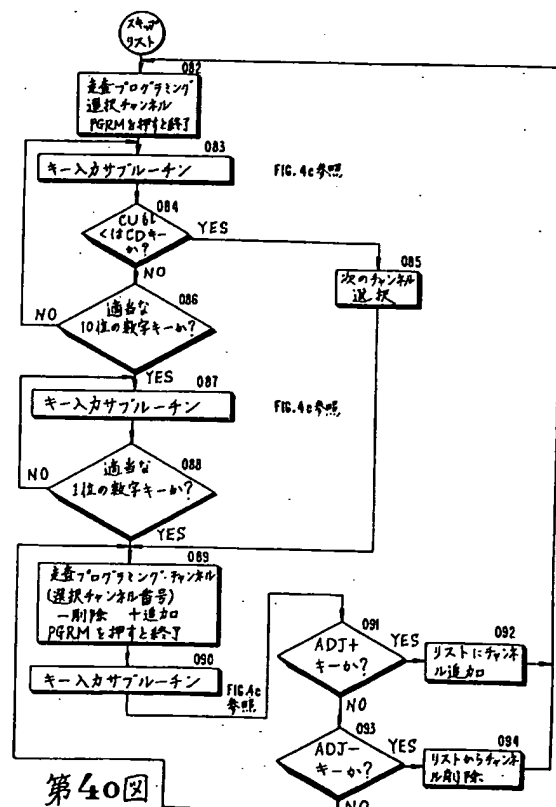 スキップ
リスト
082
走査プログラミング
選択チャンネル
PGRMを押すと終了
083
キー入力サブルーチン
FIG.4c参照
084
CUもし
くはCDキー
か?
YES
NO
085
次のチャンネル
選択
086
適当な
10位の数字キーか?
NO
YES
087
キー入力サブルーチン
FIG.4c参照
088
適当な
1位の数字キーか?
NO
YES
089
走査プログラミング・チャンネル
(選択チャンネル番号)
ー削除 +追加
PGRMを押すと終了
090
キー入力サブルーチン
FIG.4c
参照
091
ADJ+
キーか?
YES
NO
092
リストにチャンネ
ル追加
093
ADJー
キーか?
YES
NO
094
リストからチャンネ
ル削除
第40図